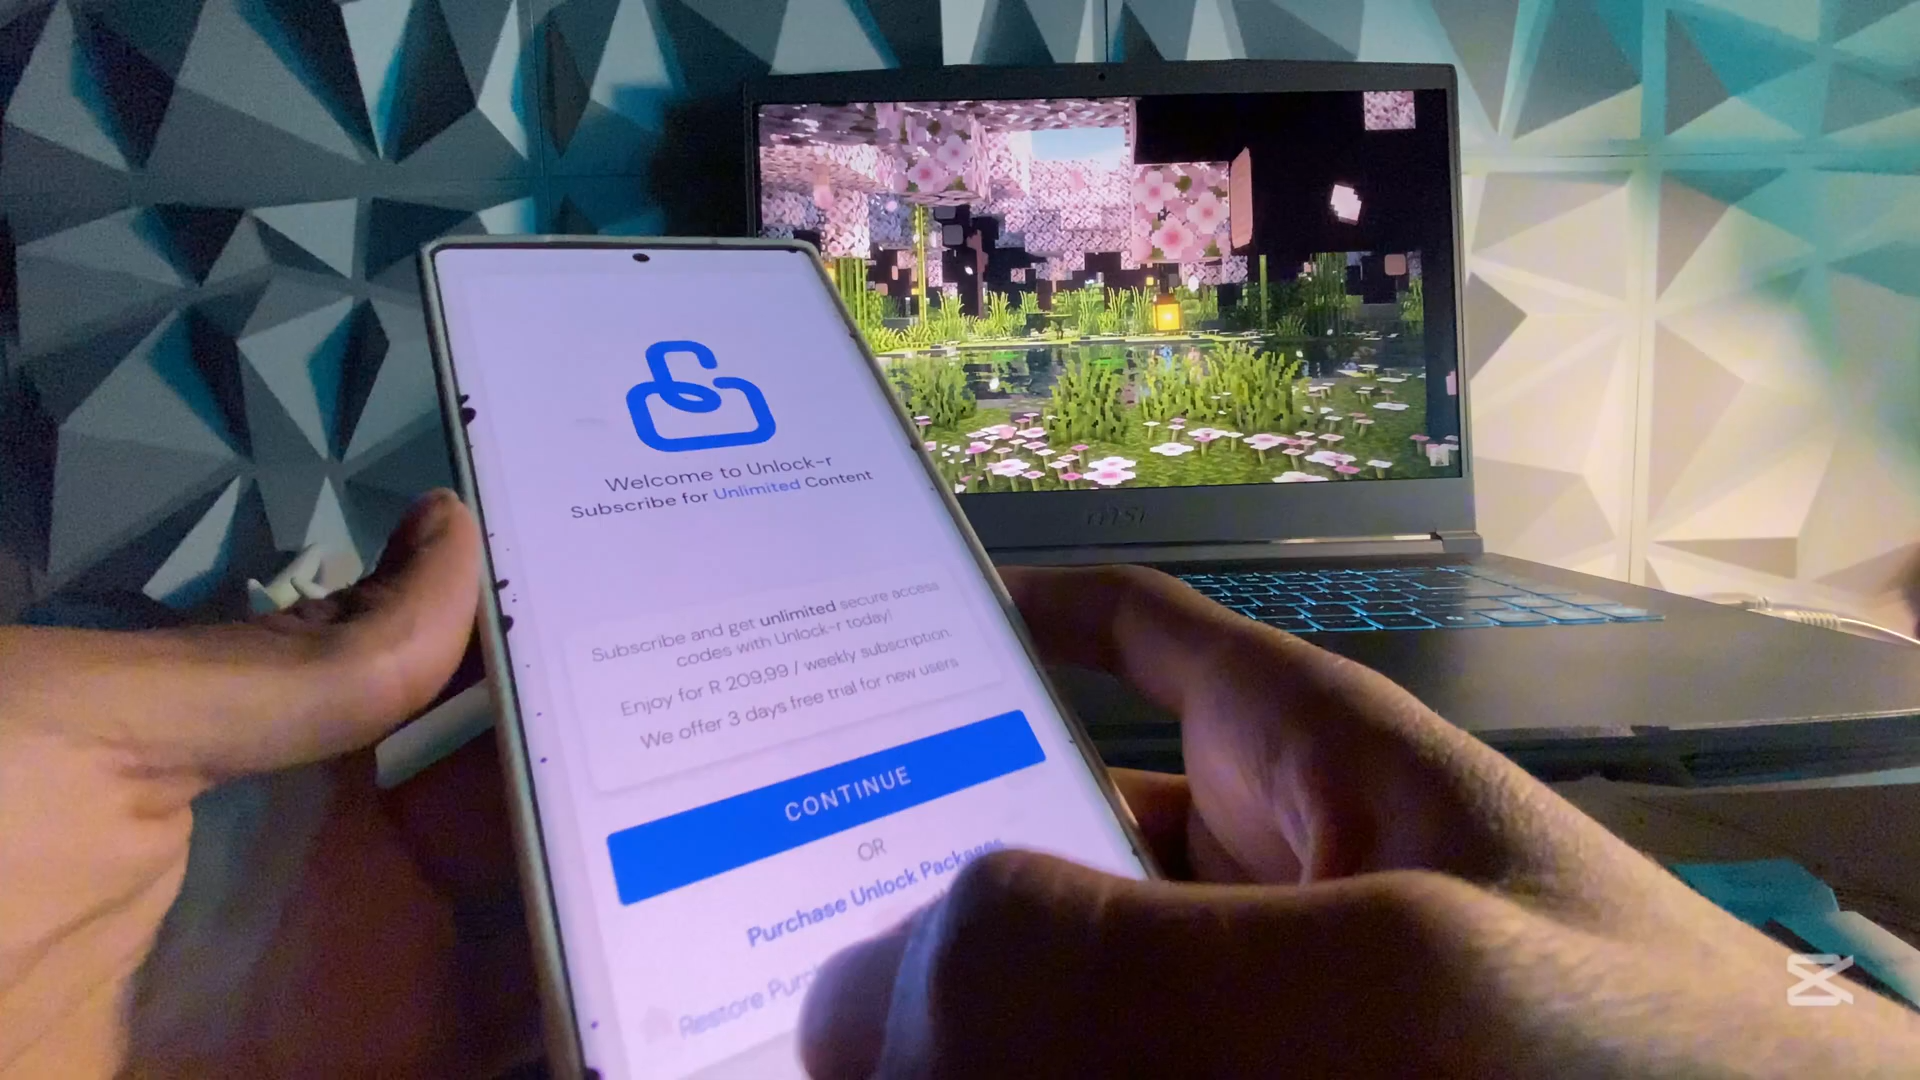 Welcome to Unlock-r
Subscribe for Unlimited Content
Subscribe and get unlimited secure access
codes with Unlock-r today!
Enjoy for R 209,99 / weekly subscription.
We offer 3 days free trial for new users
CONTINUE
OR
Purchase Unlock Packages
Restore
msi